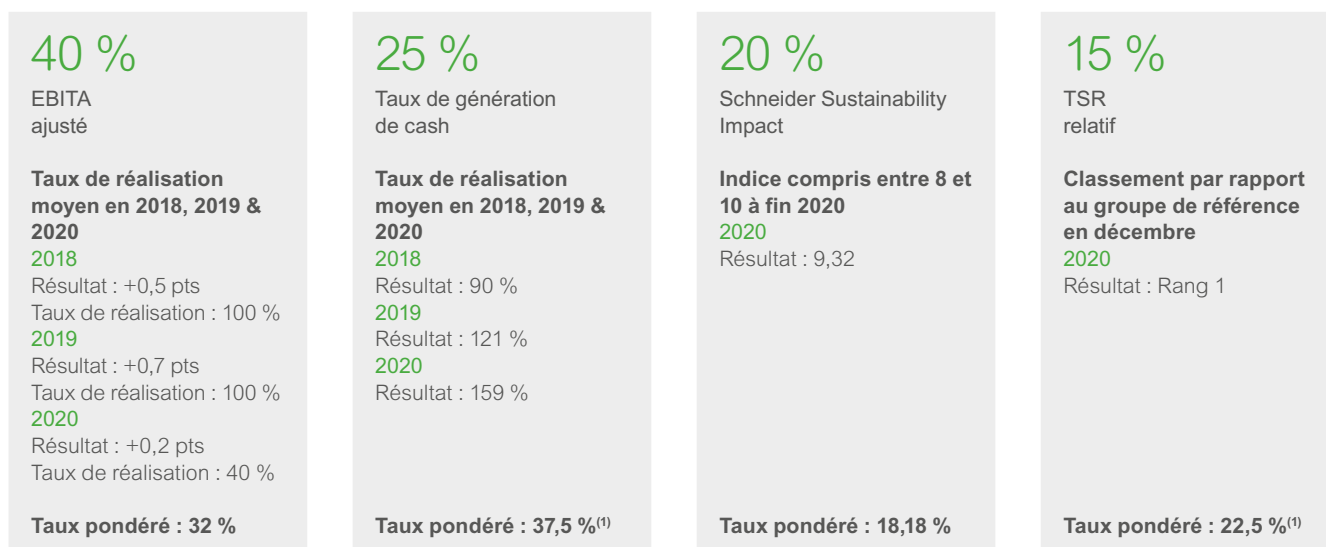 40 %
EBITA
ajusté
Taux de réalisation
moyen en 2018, 2019 &
2020
2018
Résultat : +0,5 pts
Taux de réalisation : 100 %
2019
Résultat : +0,7 pts
Taux de réalisation : 100 %
2020
Résultat : +0,2 pts
Taux de réalisation : 40 %
Taux pondéré : 32 %
25 %
Taux de génération
de cash
Taux de réalisation
moyen en 2018, 2019 &
2020
2018
Résultat : 90 %
2019
Résultat : 121 %
2020
Résultat : 159 %
Taux pondéré : 37,5 %(1)
20 %
Schneider Sustainability
Impact
Indice compris entre 8 et
10 à fin 2020
2020
Résultat : 9,32
Taux pondéré : 18,18 %
15 %
TSR
relatif
Classement par rapport
au groupe de référence
en décembre
2020
Résultat : Rang 1
Taux pondéré : 22,5 %(1)